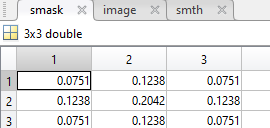 smask image smth
3x3 double
1 2 3
1 0.0751 0.1238 0.0751
2 0.1238 0.2042 0.1238
3 0.0751 0.1238 0.0751